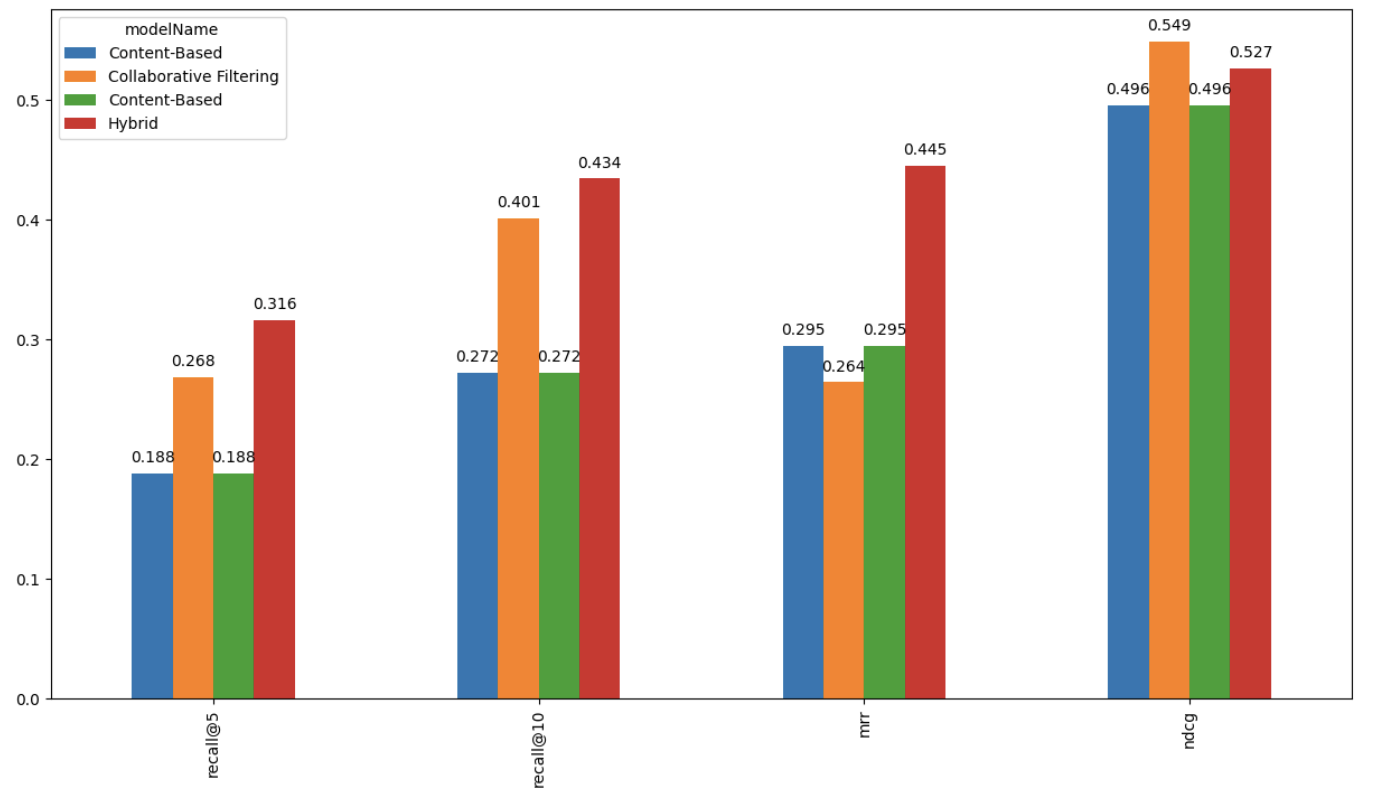 modelName
Content-Based
Collaborative Filtering
Content-Based
Hybrid
0.5
0.4
0.3
0.2
0.1
0.0
0.188
0.268
0.188
0.316
0.272
0.401
0.272
0.434
0.295
0.264
0.295
0.445
0.496
0.549
0.496
0.527
recall@5
recall@10
mrr
ndcg